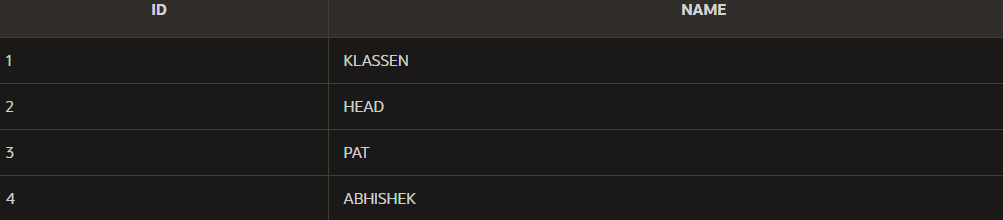 ID NAME
1 KLASSEN
2 HEAD
3 PAT
4 ABHISHEK